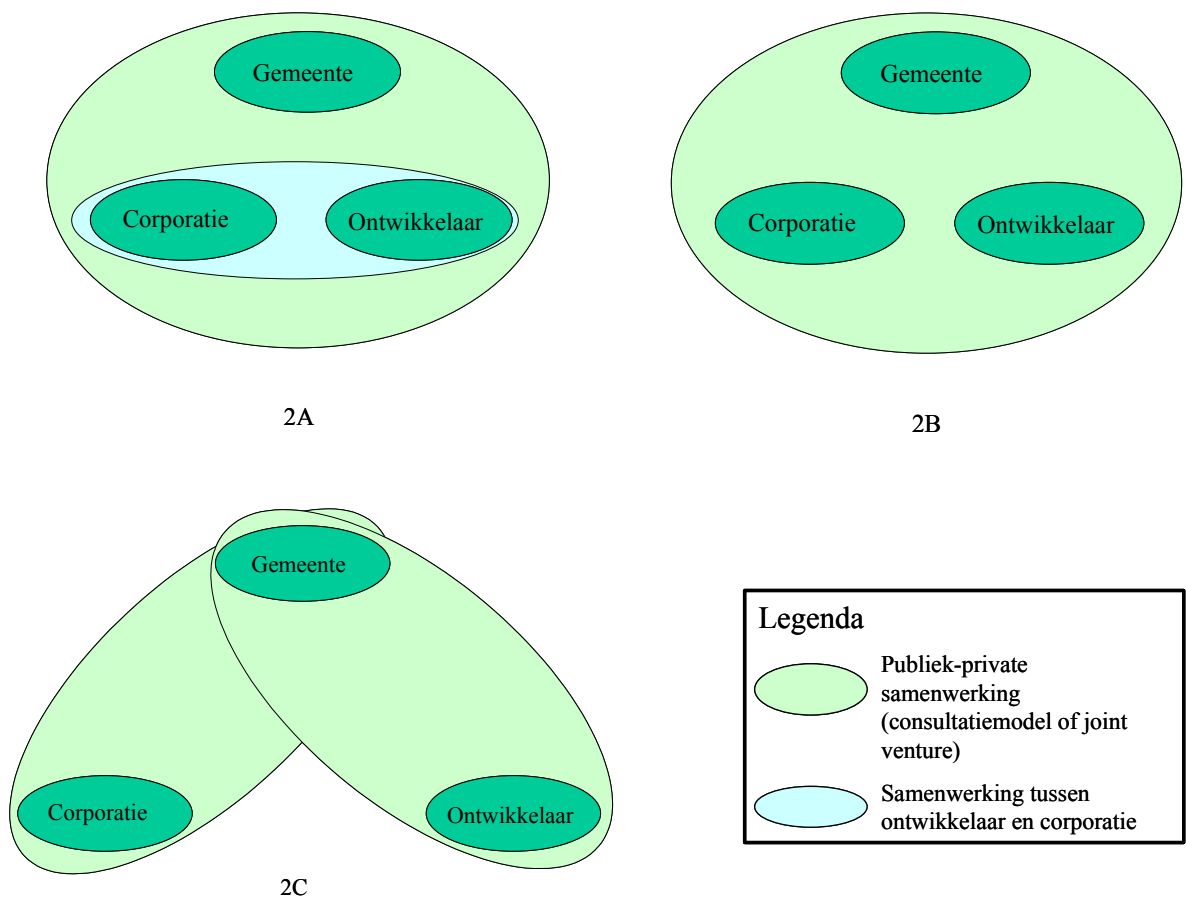 Gemeente
Corporatie
Ontwikkelaar
2A
Gemeente
Corporatie
Ontwikkelaar
2B
Gemeente
Corporatie
Ontwikkelaar
2C
Legenda
Publiek-private
samenwerking
(consultatiemodel of joint
venture)
Samenwerking tussen
ontwikkelaar en corporatie